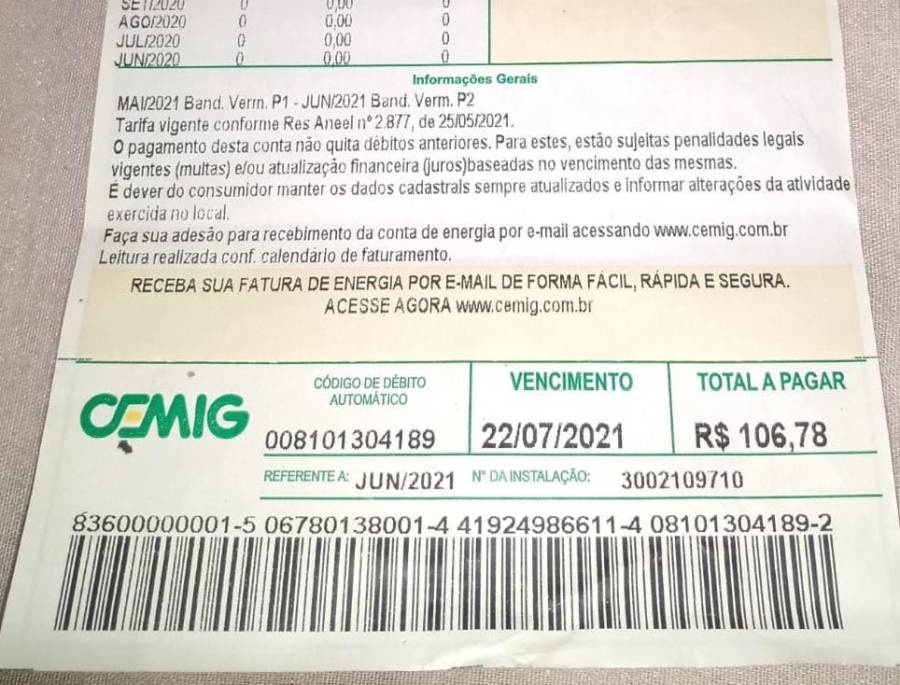 SET/2020 0 0,00 0
AGO/2020 0 0,00 0
JUL/2020 0 0,00 0
JUN/2020 0 0,00 0
Informações Gerais
MAI/2021 Band. Verm. P1 - JUN/2021 Band. Verm. P2
Tarifa vigente conforme Res Aneel nº 2.877, de 25/05/2021.
O pagamento desta conta não quita débitos anteriores. Para estes, estão sujeitas penalidades legais
vigentes (multas) e/ou atualização financeira (juros)baseadas no vencimento das mesmas.
É dever do consumidor manter os dados cadastrais sempre atualizados e informar alterações da atividade
exercida no local.
Faça sua adesão para recebimento da conta de energia por e-mail acessando www.cemig.com.br
Leitura realizada conf. calendário de faturamento.
RECEBA SUA FATURA DE ENERGIA POR E-MAIL DE FORMA FÁCIL, RÁPIDA E SEGURA.
ACESSE AGORA www.cemig.com.br
CEMIG
CÓDIGO DE DÉBITO
AUTOMÁTICO
008101304189
VENCIMENTO
22/07/2021
TOTAL A PAGAR
R$ 106,78
REFERENTE A: JUN/2021 Nº DA INSTALAÇÃO: 3002109710
83600000001-5 06780138001-4 41924986611-4 08101304189-2